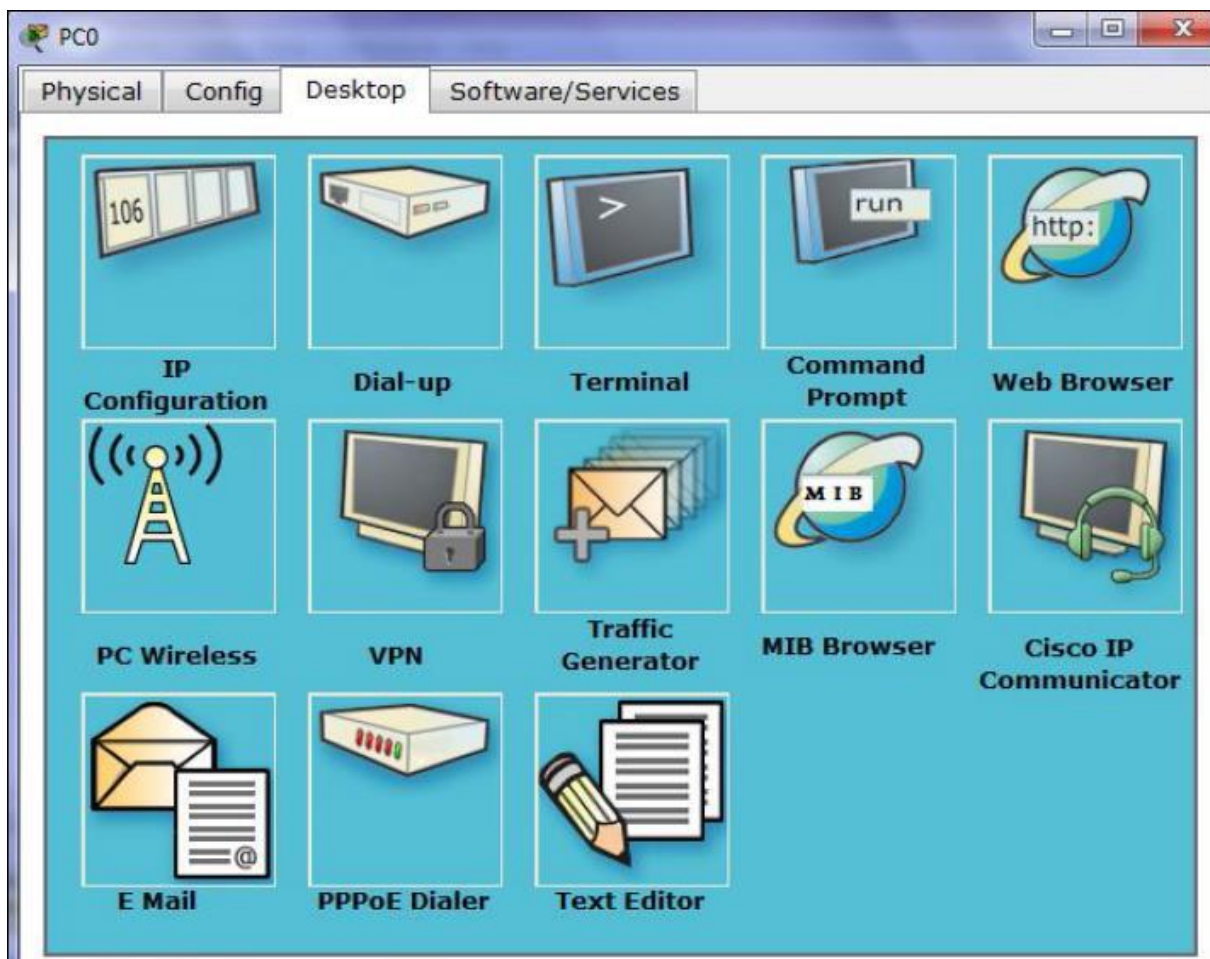 PC0
Physical Config Desktop Software/Services
106
>
run
http:
IP
Configuration
Dial-up
Terminal
Command
Prompt
Web Browser
MIB
PC Wireless
VPN
Traffic
Generator
MIB Browser
Cisco IP
Communicator
@
E Mail
PPPoE Dialer
Text Editor